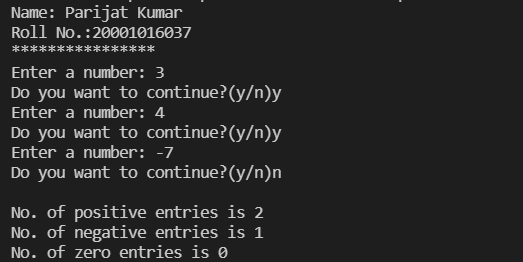 Name: Parijat Kumar
Roll No.:20001016037
****************
Enter a number: 3
Do you want to continue?(y/n)y
Enter a number: 4
Do you want to continue?(y/n)y
Enter a number: -7
Do you want to continue?(y/n)n

No. of positive entries is 2
No. of negative entries is 1
No. of zero entries is 0